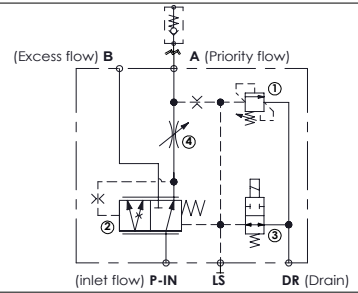 (Excess flow) B A (Priority flow)
①
④
②
③
(inlet flow) P-IN LS DR (Drain)